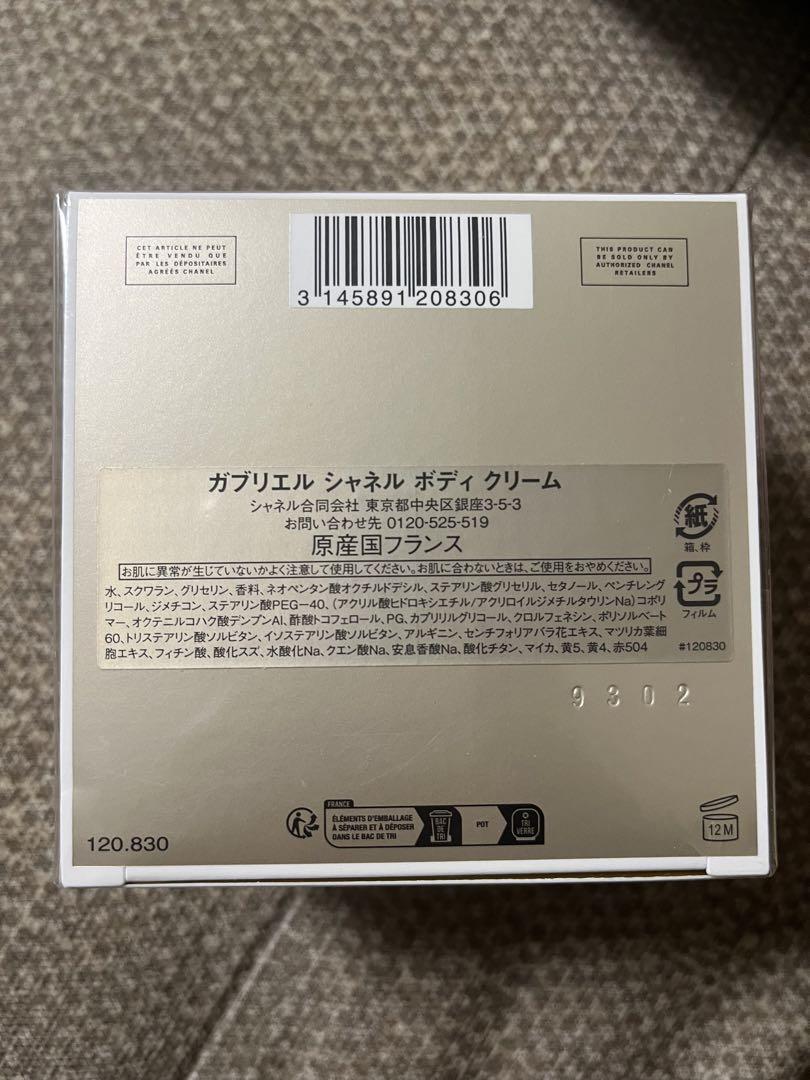 CET ARTICLE NE PEUT
ÊTRE VENDU QUE
PAR LES DÉPOSITAIRES
AGRÉÉS CHANEL
3 145891 208306
THIS PRODUCT CAN
BE SOLD ONLY BY
AUTHORIZED CHANEL
RETAILERS
ガブリエル シャネル ボディ クリーム
シャネル合同会社 東京都中央区銀座3-5-3
お問い合わせ先 0120-525-519
原産国フランス
お肌に異常が生じていないかよく注意して使用してください。お肌に合わないときは、ご使用をおやめください。
水、スクワラン、グリセリン、香料、ネオペンタン酸オクチルドデシル、ステアリン酸グリセリル、セタノール、ペンチレング
リコール、ジメチコン、ステアリン酸PEG-40、(アクリル酸ヒドロキシエチル/アクリロイルジメチルタウリンNa)コポリ
マー、オクテニルコハク酸デンプンAl、酢酸トコフェロール、PG、カプリリルグリコール、クロルフェネシン、ポリソルベート
60、トリステアリン酸ソルビタン、イソステアリン酸ソルビタン、アルギニン、センチフォリアバラ花エキス、マツリカ葉細
胞エキス、フィチン酸、酸化スズ、水酸化Na、クエン酸Na、安息香酸Na、酸化チタン、マイカ、黄5、黄4、赤504
紙
箱、枠
プラ
フィルム
#120830
9302
120.830
FRANCE
ÉLÉMENTS D'EMBALLAGE
À SÉPARER ET À DÉPOSER
DANS LE BAC DE TRI
BAC
DE
TRI
POT
TRI
VERRE
12 M